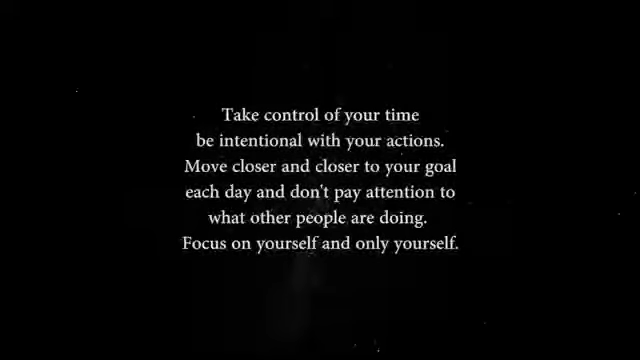 Take control of your time
be intentional with your actions.
Move closer and closer to your goal
each day and don't pay attention to
what other people are doing.
Focus on yourself and only yourself.